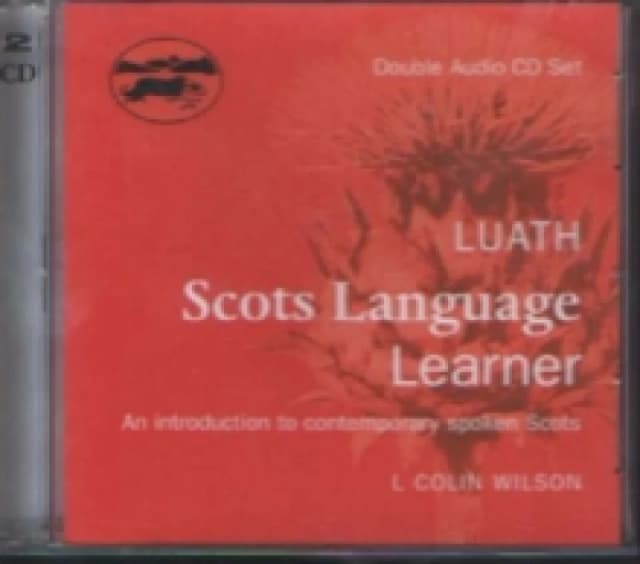 2
CD
Double Audio CD Set
LUATH
Scots Language
Learner
An introduction to contemporary spoken Scots
L COLIN WILSON